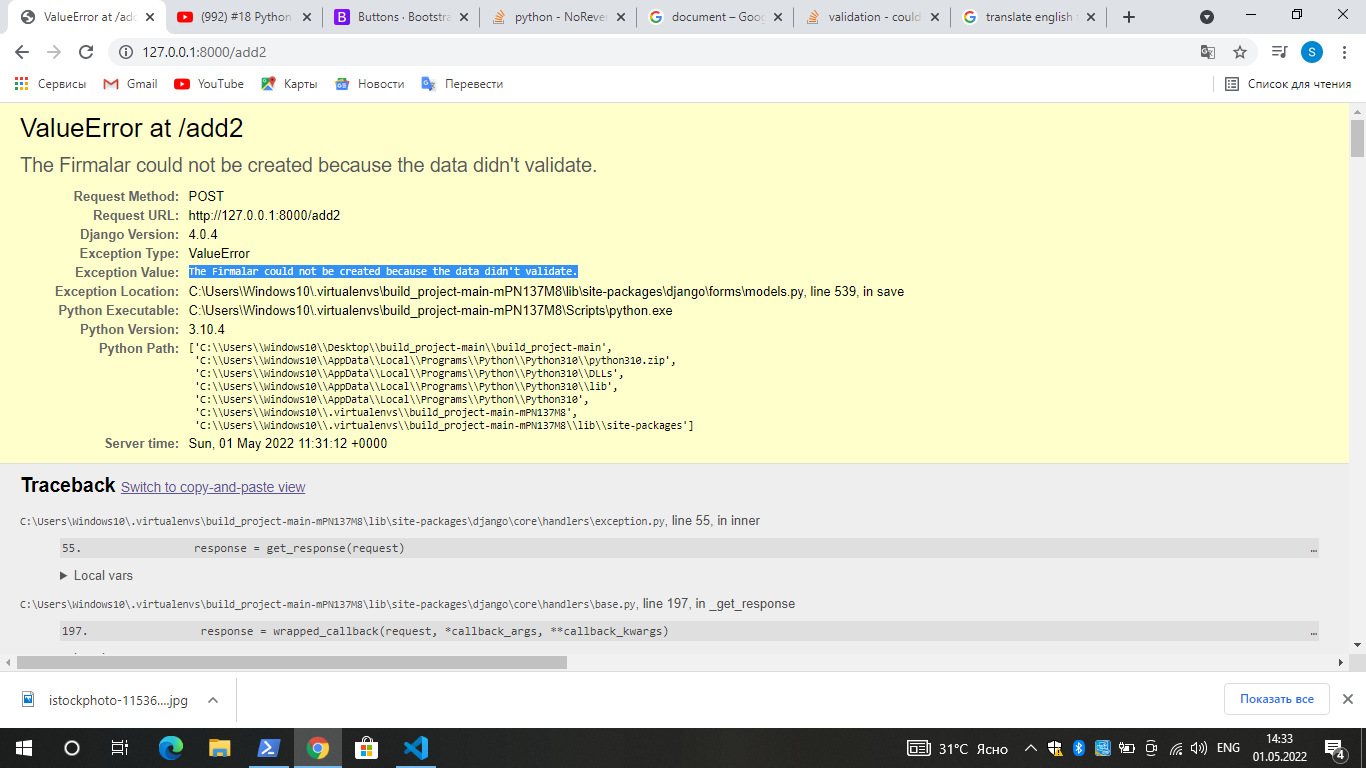 ValueError at /add
(992) #18 Python
Buttons · Bootstra
python - NoRever
document – Goog
validation - could
translate english
127.0.0.1:8000/add2
S
Сервисы
Gmail
YouTube
Карты
Новости
Перевести
Список для чтения
ValueError at /add2
The Firmalar could not be created because the data didn't validate.
Request Method: POST
Request URL: http://127.0.0.1:8000/add2
Django Version: 4.0.4
Exception Type: ValueError
Exception Value: The Firmalar could not be created because the data didn't validate.
Exception Location: C:\Users\Windows10\.virtualenvs\build_project-main-mPN137M8\lib\site-packages\django\forms\models.py, line 539, in save
Python Executable: C:\Users\Windows10\.virtualenvs\build_project-main-mPN137M8\Scripts\python.exe
Python Version: 3.10.4
Python Path: ['C:\\Users\\Windows10\\Desktop\\build_project-main\\build_project-main',
'C:\\Users\\Windows10\\AppData\\Local\\Programs\\Python\\Python310\\python310.zip',
'C:\\Users\\Windows10\\AppData\\Local\\Programs\\Python\\Python310\\DLLs',
'C:\\Users\\Windows10\\AppData\\Local\\Programs\\Python\\Python310\\lib',
'C:\\Users\\Windows10\\AppData\\Local\\Programs\\Python\\Python310',
'C:\\Users\\Windows10\\.virtualenvs\\build_project-main-mPN137M8',
'C:\\Users\\Windows10\\.virtualenvs\\build_project-main-mPN137M8\\lib\\site-packages']
Server time: Sun, 01 May 2022 11:31:12 +0000
Traceback Switch to copy-and-paste view
C:\Users\Windows10\.virtualenvs\build_project-main-mPN137M8\lib\site-packages\django\core\handlers\exception.py, line 55, in inner
55. response = get_response(request) …
▶ Local vars
C:\Users\Windows10\.virtualenvs\build_project-main-mPN137M8\lib\site-packages\django\core\handlers\base.py, line 197, in _get_response
197. response = wrapped_callback(request, *callback_args, **callback_kwargs) …
istockphoto-11536....jpg
Показать все
31°C Ясно
ENG
14:33
01.05.2022
4